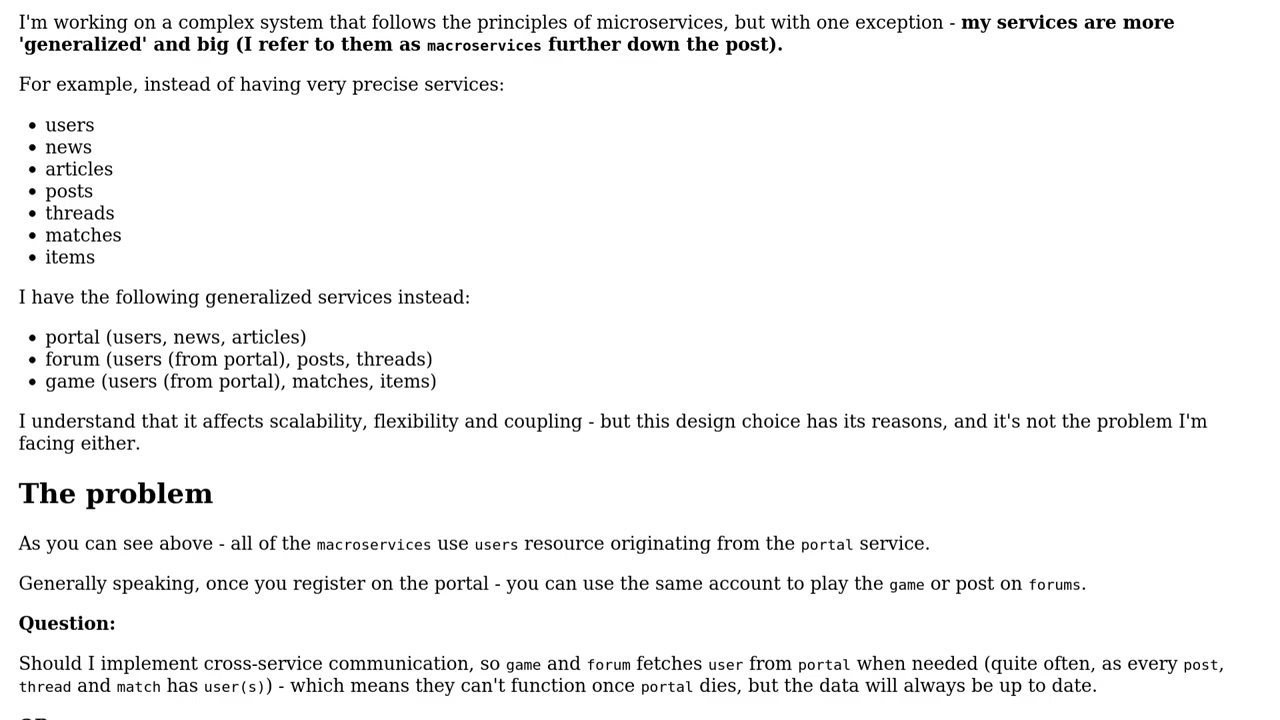 I'm working on a complex system that follows the principles of microservices, but with one exception - my services are more
'generalized' and big (I refer to them as macroservices further down the post).
For example, instead of having very precise services:
• users
• news
• articles
• posts
• threads
• matches
• items
I have the following generalized services instead:
• portal (users, news, articles)
• forum (users (from portal), posts, threads)
• game (users (from portal), matches, items)
I understand that it affects scalability, flexibility and coupling - but this design choice has its reasons, and it's not the problem I'm
facing either.
The problem
As you can see above - all of the macroservices use users resource originating from the portal service.
Generally speaking, once you register on the portal - you can use the same account to play the game or post on forums.
Question:
Should I implement cross-service communication, so game and forum fetches user from portal when needed (quite often, as every post,
thread and match has user(s)) - which means they can't function once portal dies, but the data will always be up to date.